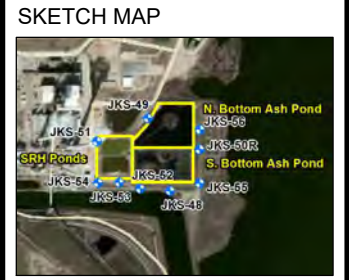 SKETCH MAP
JKS-49
N. Bottom Ash Pond
JKS-56
JKS-51
JKS-50R
SRH Ponds
JKS-52
S. Bottom Ash Pond
JKS-54
JKS-55
JKS-53
JKS-48